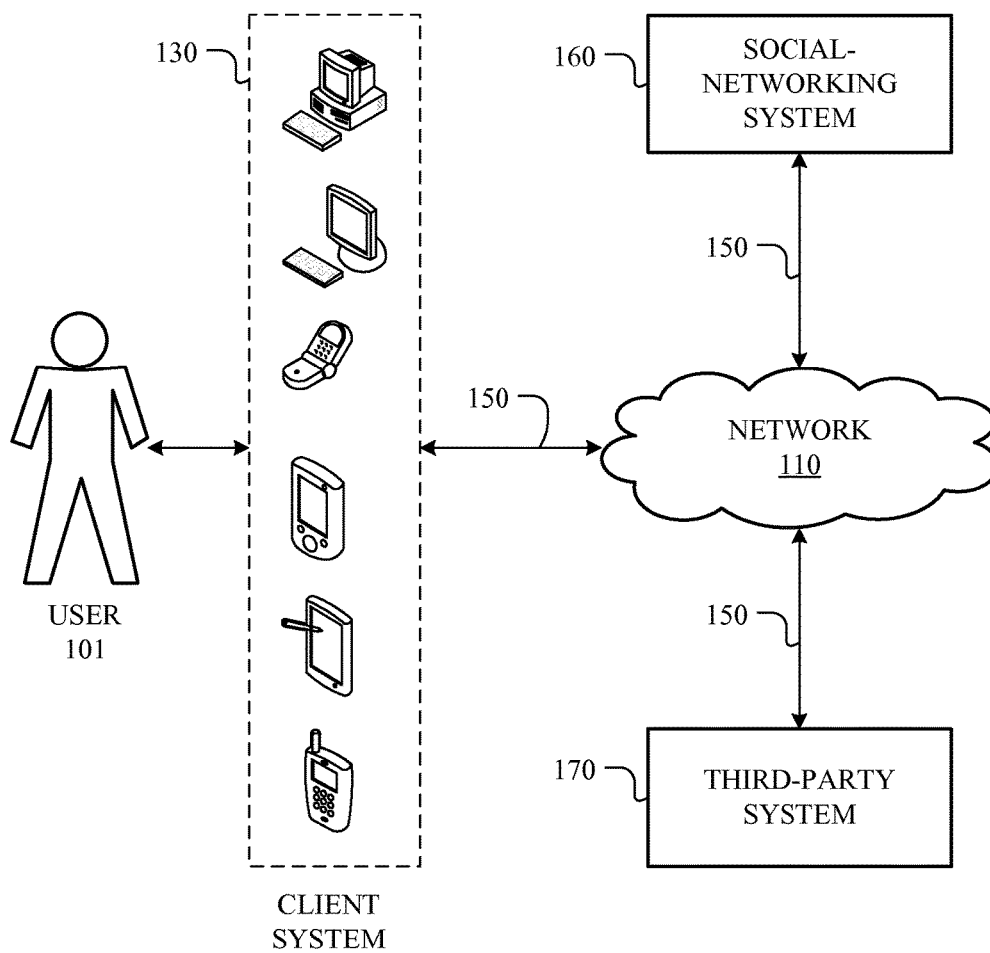 130
160
SOCIAL-
NETWORKING
SYSTEM
150
150
NETWORK
110
USER
101
150
170
THIRD-PARTY
SYSTEM
CLIENT
SYSTEM